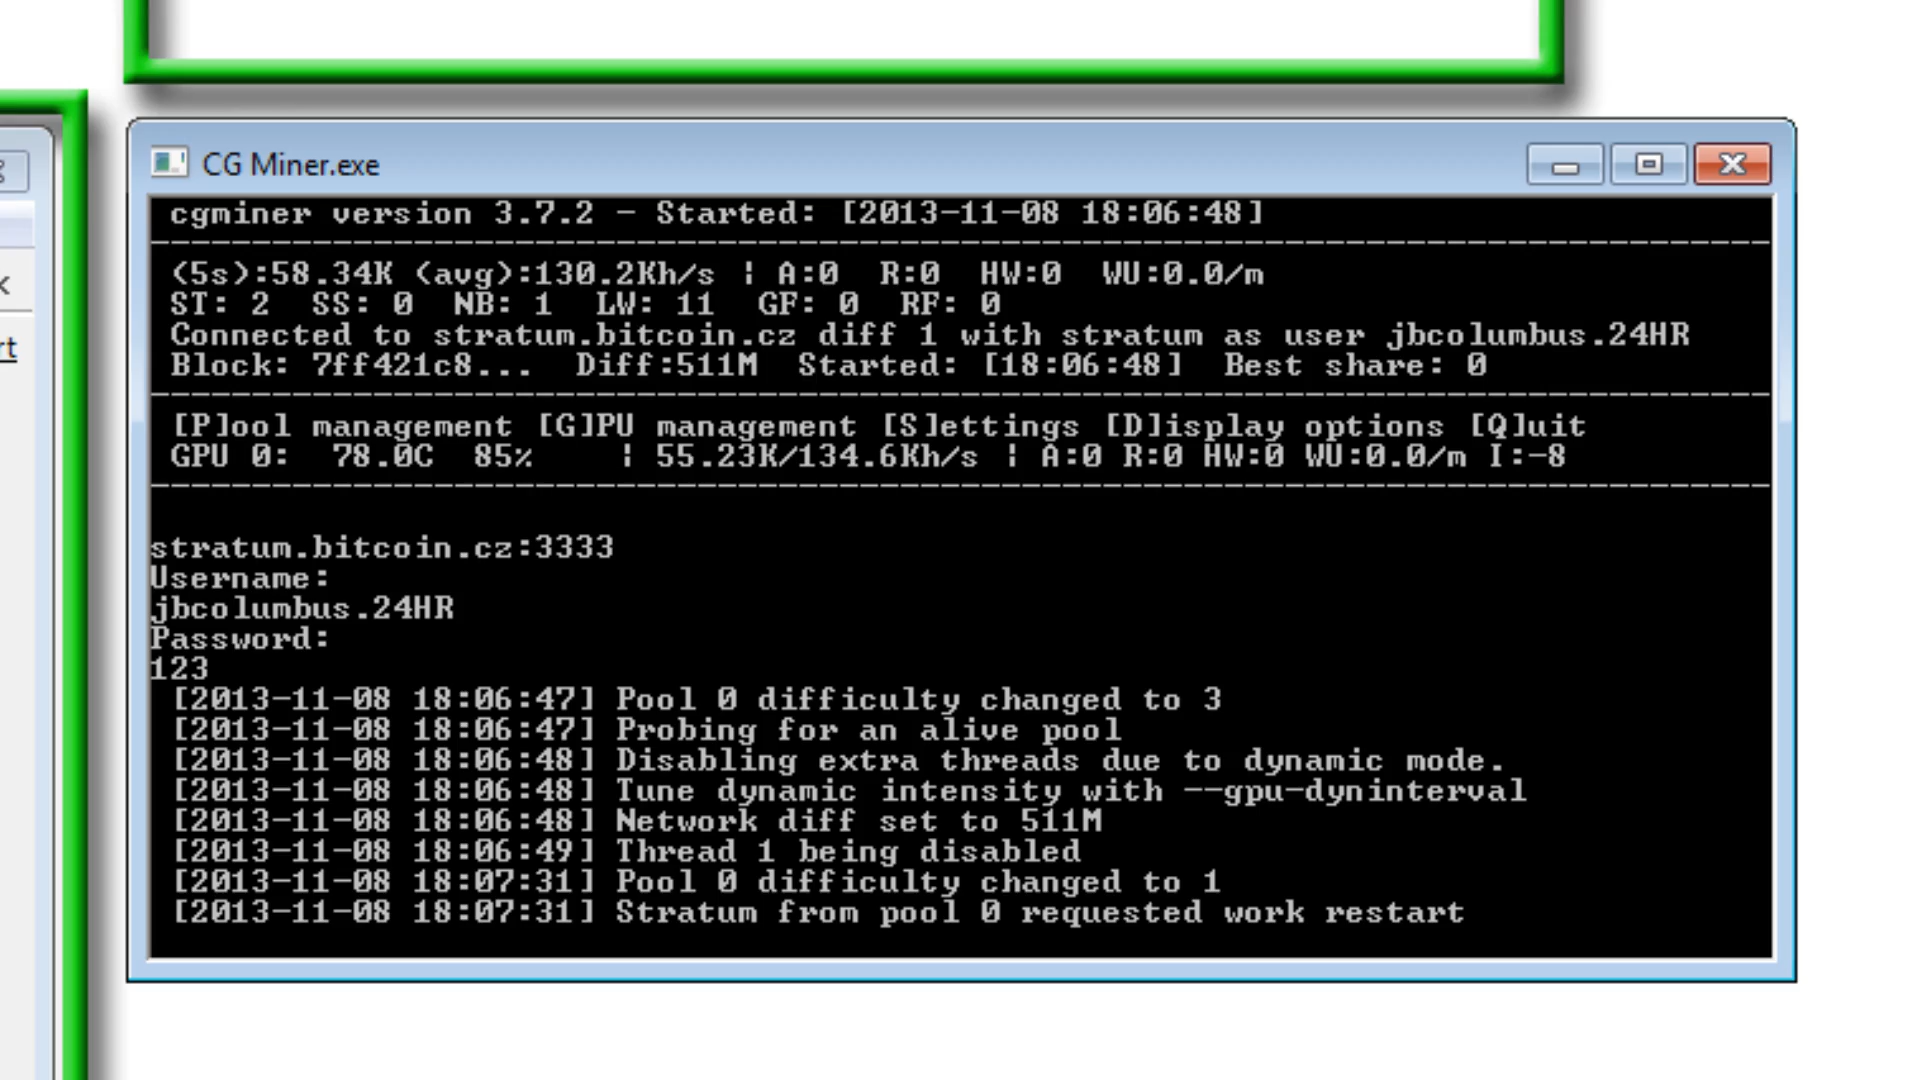 CG Miner.exe
cgminer version 3.7.2 - Started: [2013-11-08 18:06:48]
(5s):58.34K (avg):130.2Kh/s | A:0 R:0 HW:0 WU:0.0/m
ST: 2 SS: 0 NB: 1 LW: 11 GF: 0 RF: 0
Connected to stratum.bitcoin.cz diff 1 with stratum as user jbcolumbus.24HR
Block: 7ff421c8... Diff:511M Started: [18:06:48] Best share: 0
rt
[P]ool management [G]PU management [S]ettings [D]isplay options [Q]uit
GPU 0: 78.0C 85% | 55.23K/134.6Kh/s | A:0 R:0 HW:0 WU:0.0/m I:-8
stratum.bitcoin.cz:3333
Username:
jbcolumbus.24HR
Password:
123
[2013-11-08 18:06:47] Pool 0 difficulty changed to 3
[2013-11-08 18:06:47] Probing for an alive pool
[2013-11-08 18:06:48] Disabling extra threads due to dynamic mode.
[2013-11-08 18:06:48] Tune dynamic intensity with --gpu-dyninterval
[2013-11-08 18:06:48] Network diff set to 511M
[2013-11-08 18:06:49] Thread 1 being disabled
[2013-11-08 18:07:31] Pool 0 difficulty changed to 1
[2013-11-08 18:07:31] Stratum from pool 0 requested work restart